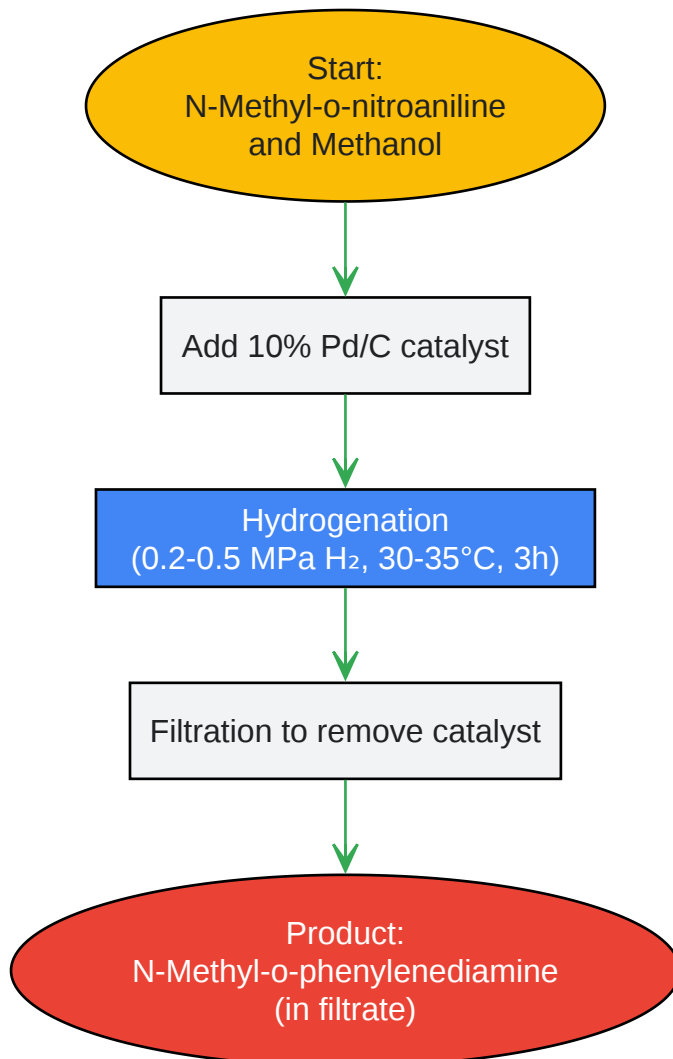 Start:
N-Methyl-o-nitroaniline
and Methanol
Add 10% Pd/C catalyst
Hydrogenation
(0.2-0.5 MPa H₂, 30-35°C, 3h)
Filtration to remove catalyst
Product:
N-Methyl-o-phenylenediamine
(in filtrate)